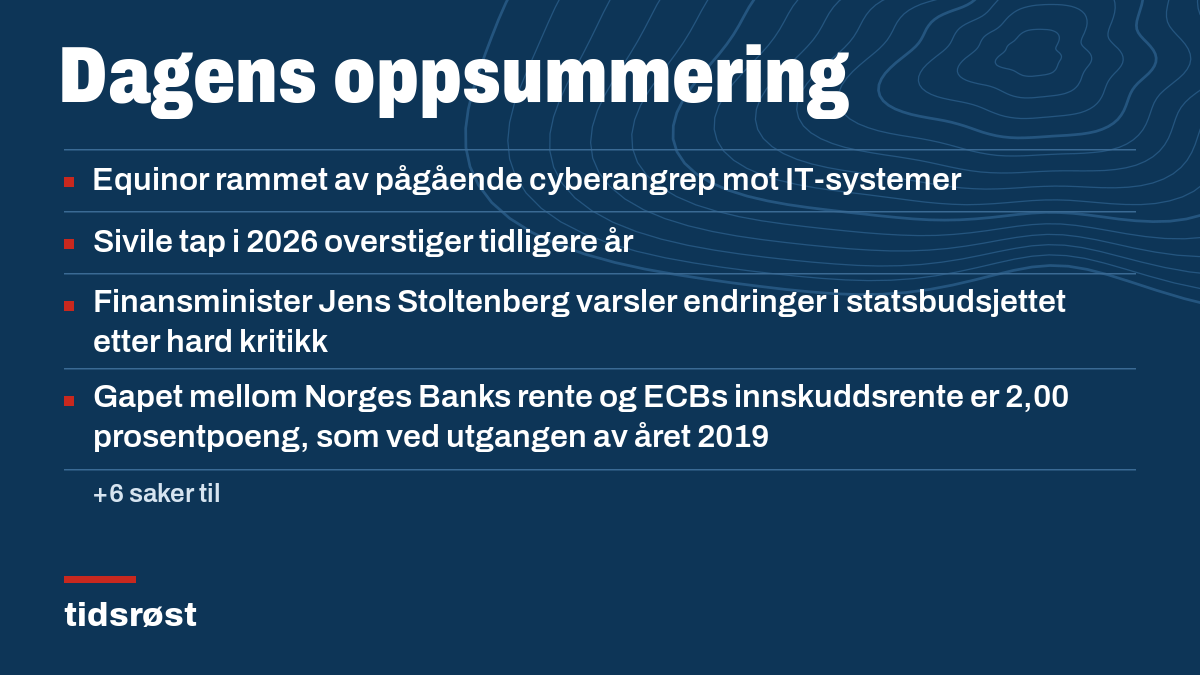 Dagens oppsummering
Equinor rammet av pågående cyberangrep mot IT-systemer
Sivile tap i 2026 overstiger tidligere år
Finansminister Jens Stoltenberg varsler endringer i statsbudsjettet
etter hard kritikk
Gapet mellom Norges Banks rente og ECBs innskuddsrente er 2,00
prosentpoeng, som ved utgangen av året 2019
+6 saker til
tidsrøst